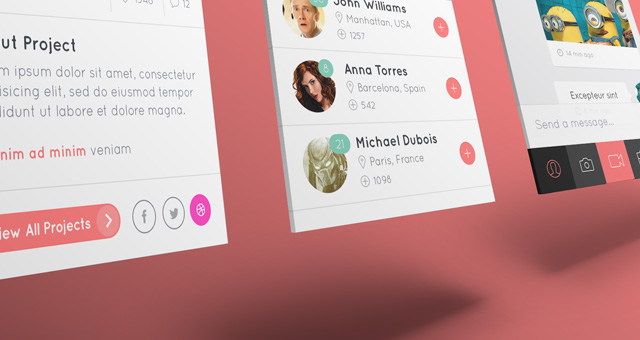 12
ut Project
m ipsum dolor sit amet, consectetur
isicing elit, sed do eiusmod tempor
didunt ut labore et dolore magna.
nim ad minim veniam
iew All Projects
John Williams
Manhattan, USA
1257
8
Anna Torres
Barcelona, Spain
542
21
Michael Dubois
Paris, France
1098
14 min ago
Excepteur sint
Send a message...